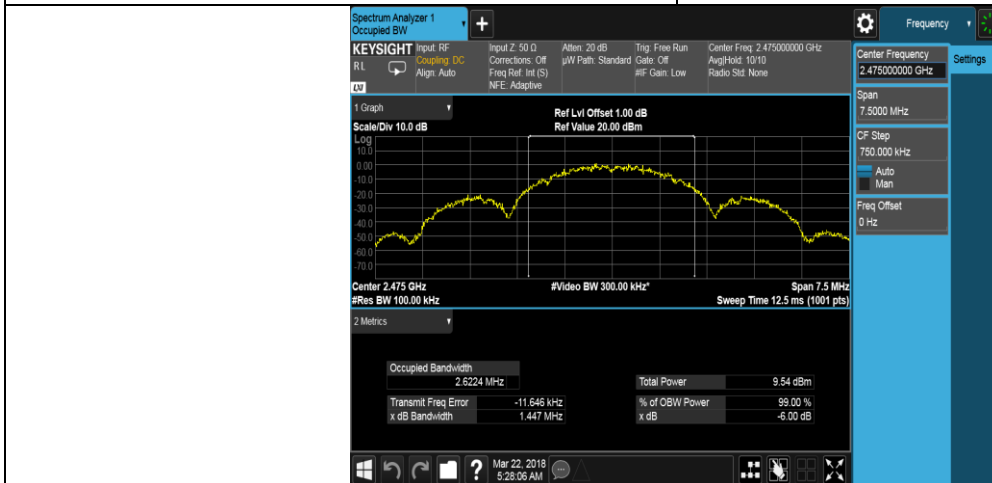 Spectrum Analyzer 1
Occupied BW
+
Frequency
KEYSIGHT
RL
LXI
Input: RF
Coupling: DC
Align: Auto
Input Z: 50 Ω
Corrections: Off
Freq Ref: Int (S)
NFE: Adaptive
Atten: 20 dB
µW Path: Standard
Trig: Free Run
Gate: Off
#IF Gain: Low
Center Freq: 2.475000000 GHz
Avg|Hold: 10/10
Radio Std: None
Center Frequency
2.475000000 GHz
Settings
Span
7.5000 MHz
CF Step
750.000 kHz
Auto
Man
Freq Offset
0 Hz
1 Graph
Scale/Div 10.0 dB
Ref Lvl Offset 1.00 dB
Ref Value 20.00 dBm
Log
10.0
0.00
-10.0
-20.0
-30.0
-40.0
-50.0
-60.0
-70.0
Center 2.475 GHz
#Video BW 300.00 kHz*
Span 7.5 MHz
#Res BW 100.00 kHz
Sweep Time 12.5 ms (1001 pts)
2 Metrics
Occupied Bandwidth
2.6224 MHz
Total Power 9.54 dBm
Transmit Freq Error -11.646 kHz
% of OBW Power 99.00 %
x dB Bandwidth 1.447 MHz
x dB -6.00 dB
?
Mar 22, 2018
5:28:06 AM